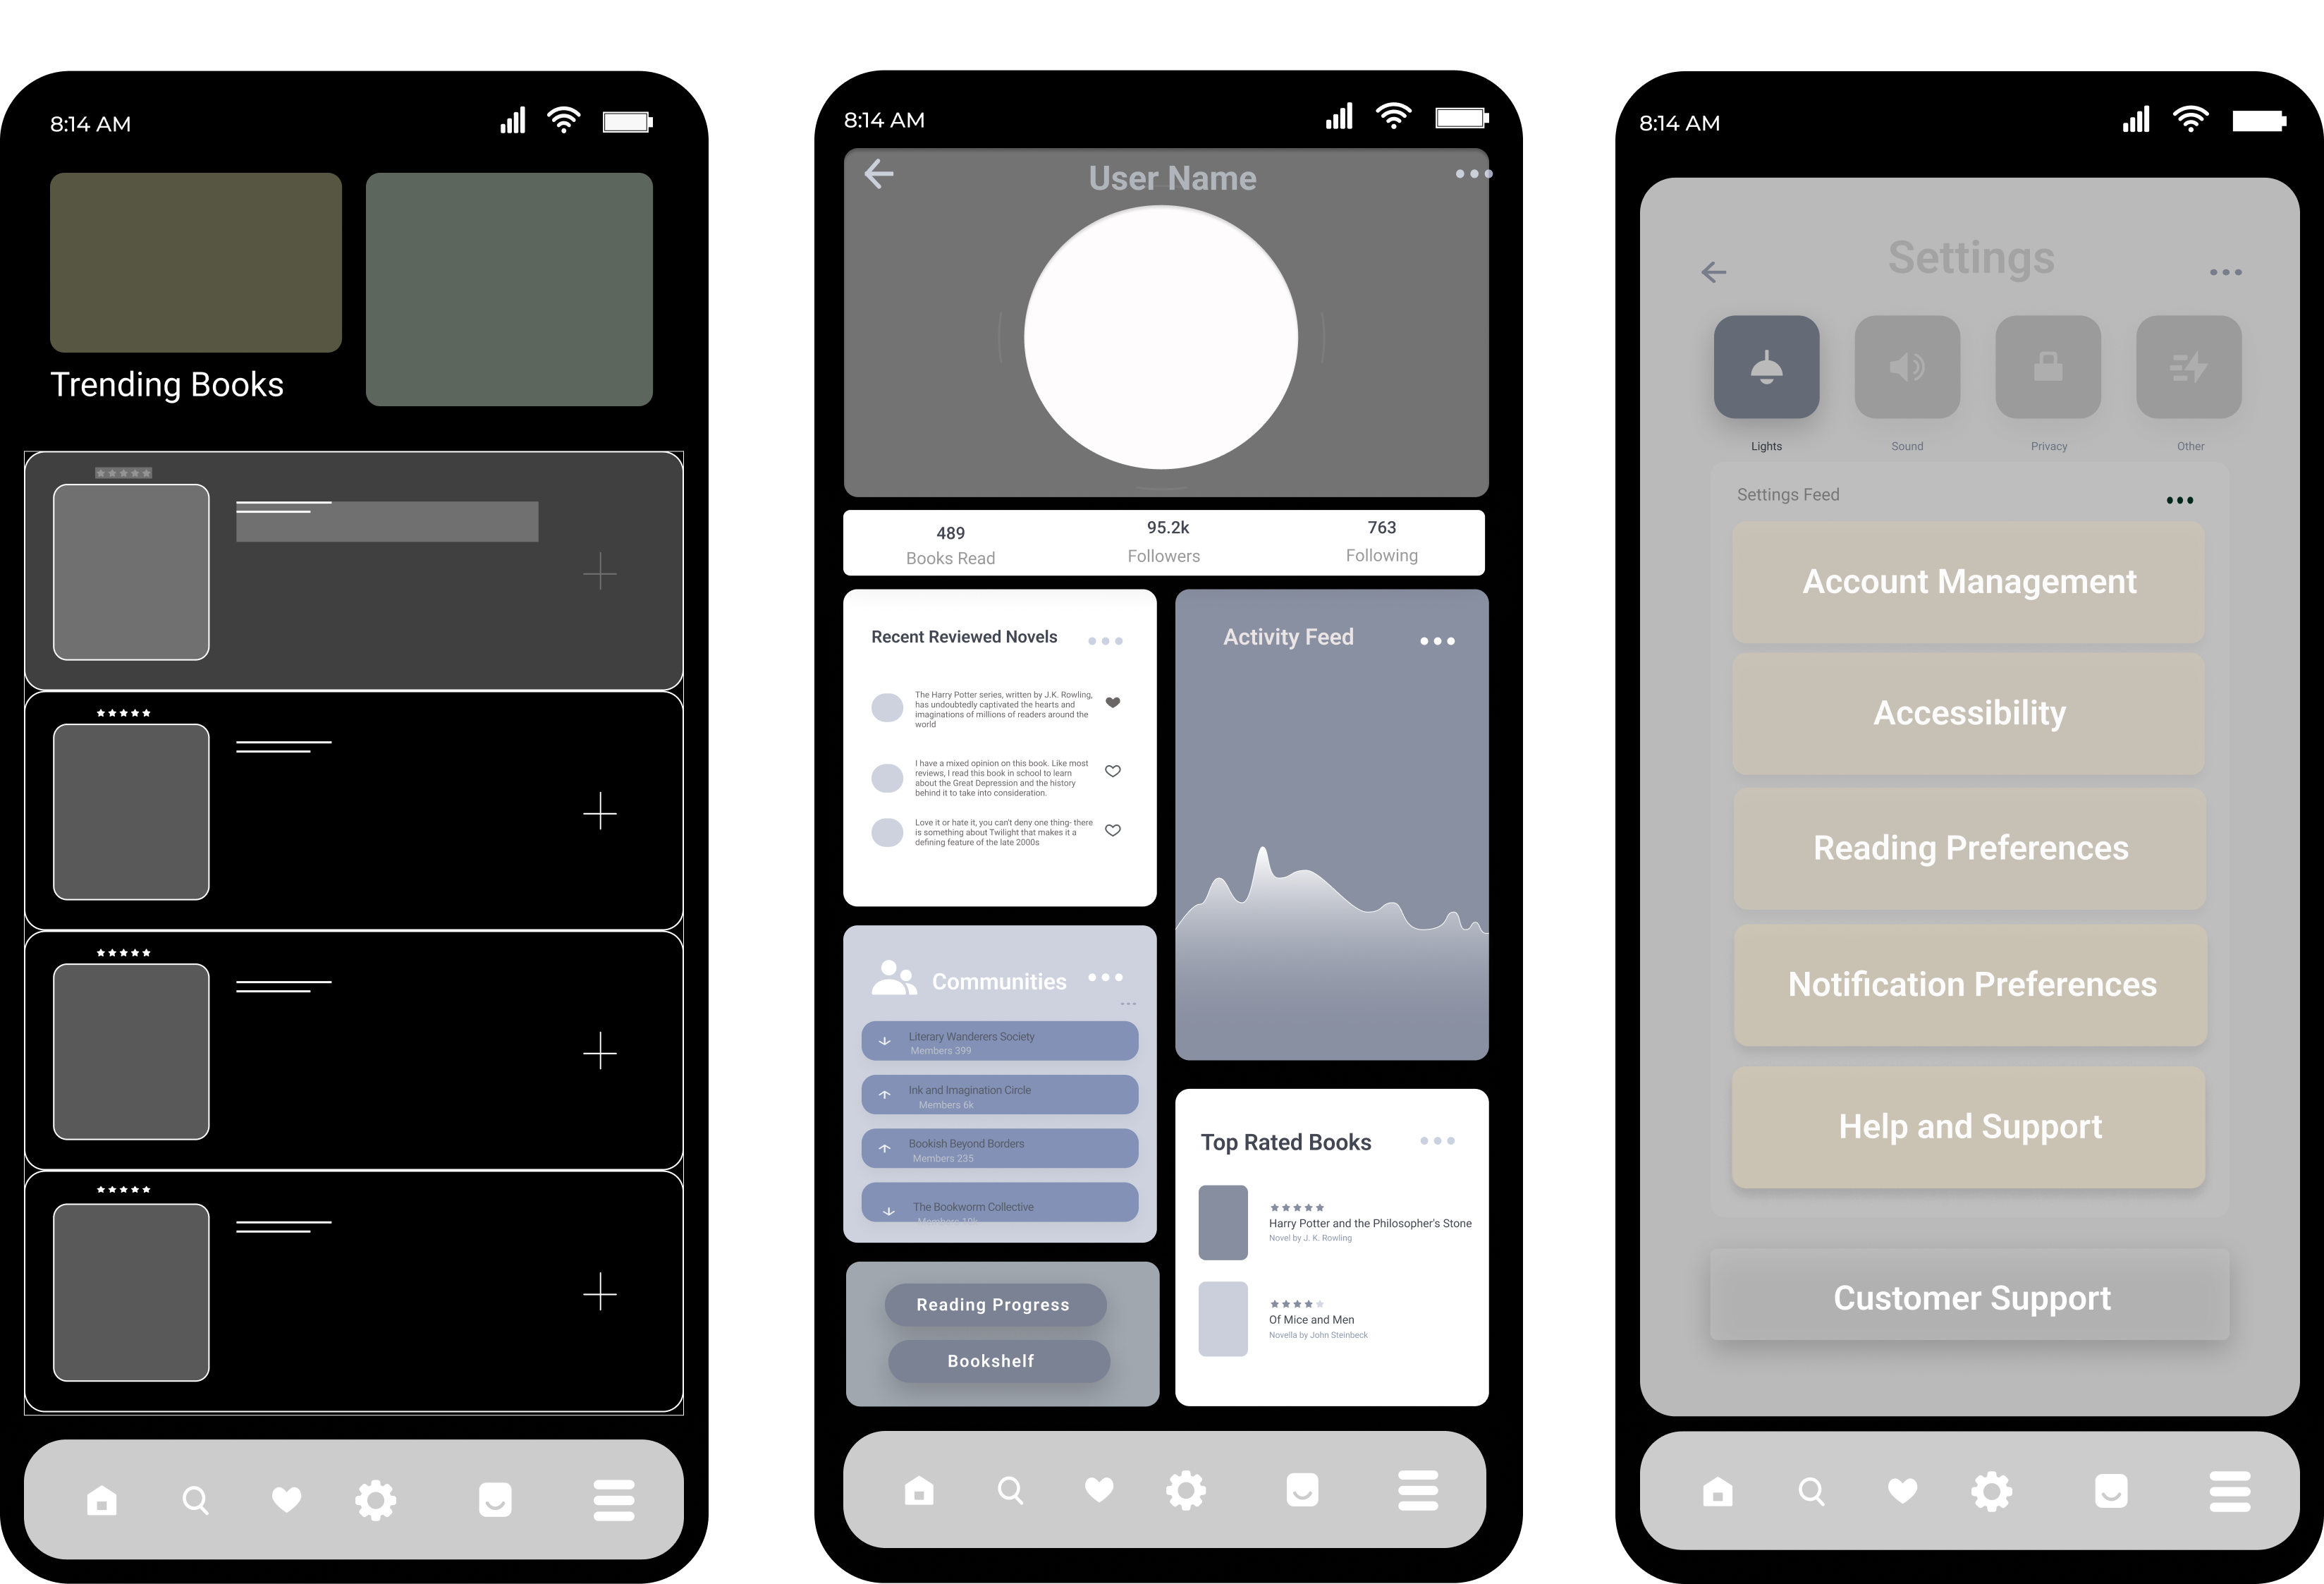 8:14 AM
Trending Books
8:14 AM
User Name
489
Books Read
95.2k
Followers
763
Following
Recent Reviewed Novels
The Harry Potter series, written by J.K. Rowling,
has undoubtedly captivated the hearts and
imaginations of millions of readers around the
world
I have a mixed opinion on this book. Like most
reviews, I read this book in school to learn
about the Great Depression and the history
behind it to take into consideration.
Love it or hate it, you can't deny one thing- there
is something about Twilight that makes it a
defining feature of the late 2000s
Activity Feed
Communities
Literary Wanderers Society
Members 399
Ink and Imagination Circle
Members 6k
Bookish Beyond Borders
Members 235
The Bookworm Collective
Members
Reading Progress
Bookshelf
Top Rated Books
Harry Potter and the Philosopher's Stone
Novel by J. K. Rowling
Of Mice and Men
Novella by John Steinbeck
8:14 AM
Settings
Lights
Sound
Privacy
Other
Settings Feed
Account Management
Accessibility
Reading Preferences
Notification Preferences
Help and Support
Customer Support